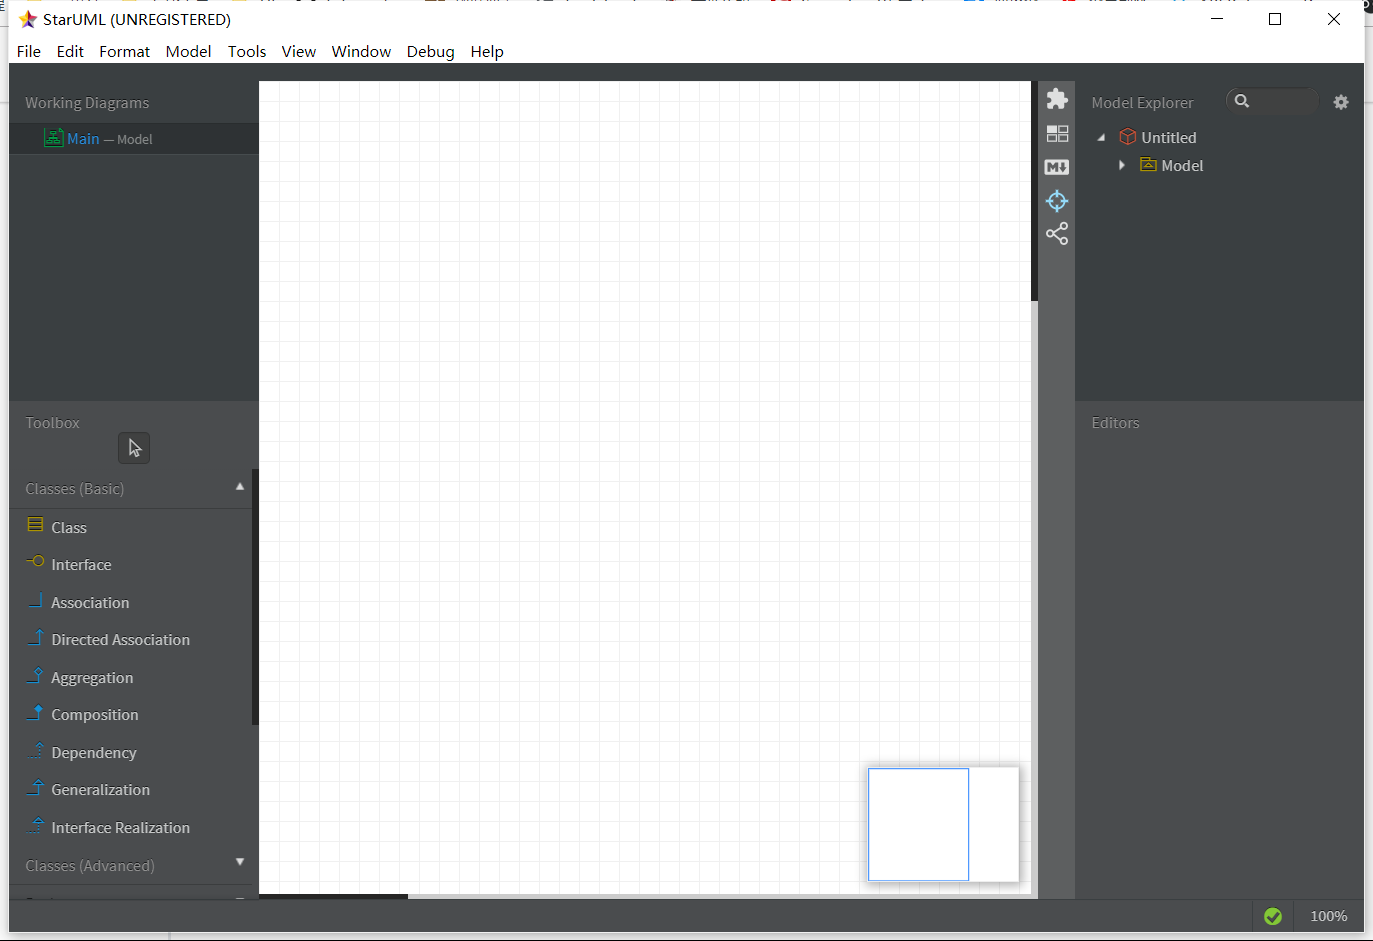 StarUML (UNREGISTERED)
File Edit Format Model Tools View Window Debug Help
Working Diagrams
Main — Model
Model Explorer
Untitled
Model
Toolbox
Editors
Classes (Basic)
Class
Interface
Association
Directed Association
Aggregation
Composition
Dependency
Generalization
Interface Realization
Classes (Advanced)
100%